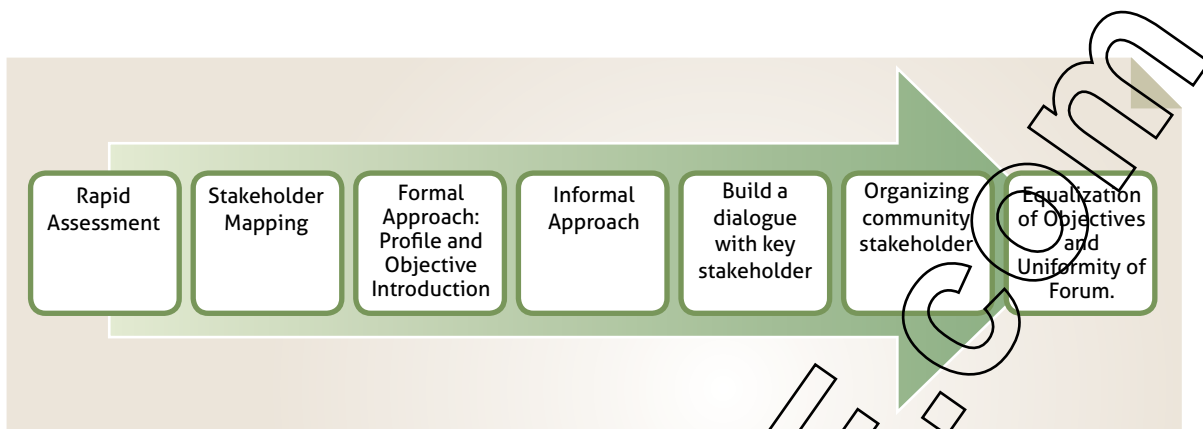 Rapid
Assessment
Stakeholder
Mapping
Formal
Approach:
Profile and
Objective
Introduction
Informal
Approach
Build a
dialogue
with key
stakeholder
Organizing
community
stakeholder
Equalization
of Objectives
and
Uniformity of
Forum.
.com